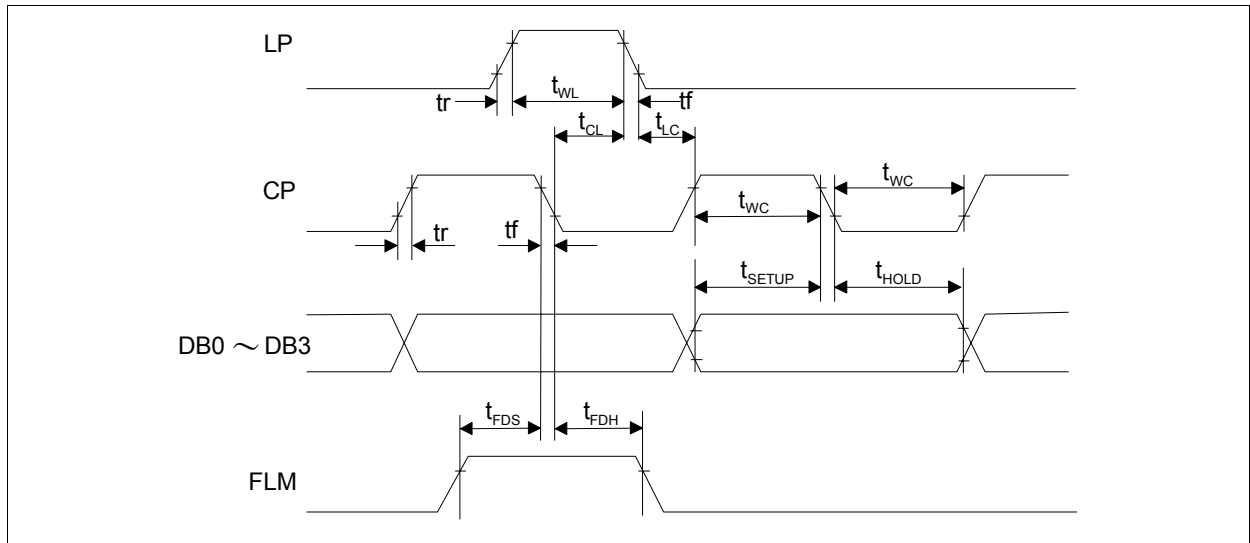 LP
tr
tWL
tf
tCL
tLC
CP
tWC
tWC
tr
tf
tSETUP
tHOLD
DB0 ～ DB3
tFDS
tFDH
FLM